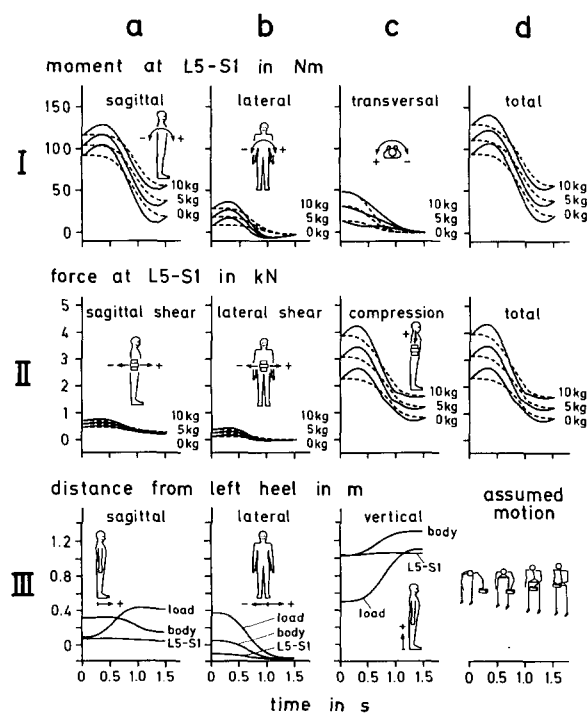 a b c d
moment at L5-S1 in Nm
sagittal lateral transversal total
150
100
50
0
I
- +
- +
+ -
10kg
5kg
0kg
10kg
5kg
0kg
10kg
5kg
0kg
10kg
5kg
0kg
force at L5-S1 in kN
sagittal shear lateral shear compression total
5
4
3
2
1
0
II
- +
- +
+
10kg
5kg
0kg
10kg
5kg
0kg
10kg
5kg
0kg
10kg
5kg
0kg
distance from left heel in m
sagittal lateral vertical assumed motion
1.2
0.8
0.4
0
III
+
- +
+
load
body
L5-S1
load
body
L5-S1
body
L5-S1
load
0 0.5 1.0 1.5 0 0.5 1.0 1.5 0 0.5 1.0 1.5 0 0.5 1.0 1.5
time in s